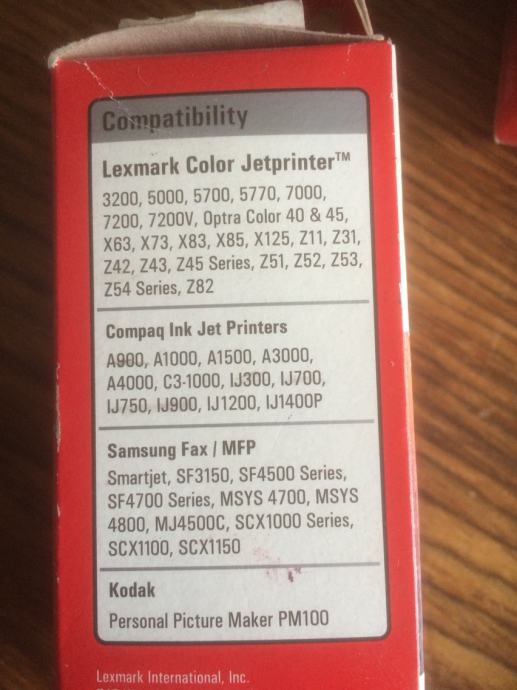 Compatibility
Lexmark Color Jetprinter™
3200, 5000, 5700, 5770, 7000,
7200, 7200V, Optra Color 40 & 45,
X63, X73, X83, X85, X125, Z11, Z31,
Z42, Z43, Z45 Series, Z51, Z52, Z53,
Z54 Series, Z82
Compaq Ink Jet Printers
A900, A1000, A1500, A3000,
A4000, C3-1000, IJ300, IJ700,
IJ750, IJ900, IJ1200, IJ1400P
Samsung Fax / MFP
Smartjet, SF3150, SF4500 Series,
SF4700 Series, MSYS 4700, MSYS
4800, MJ4500C, SCX1000 Series,
SCX1100, SCX1150
Kodak
Personal Picture Maker PM100
Lexmark International, Inc.